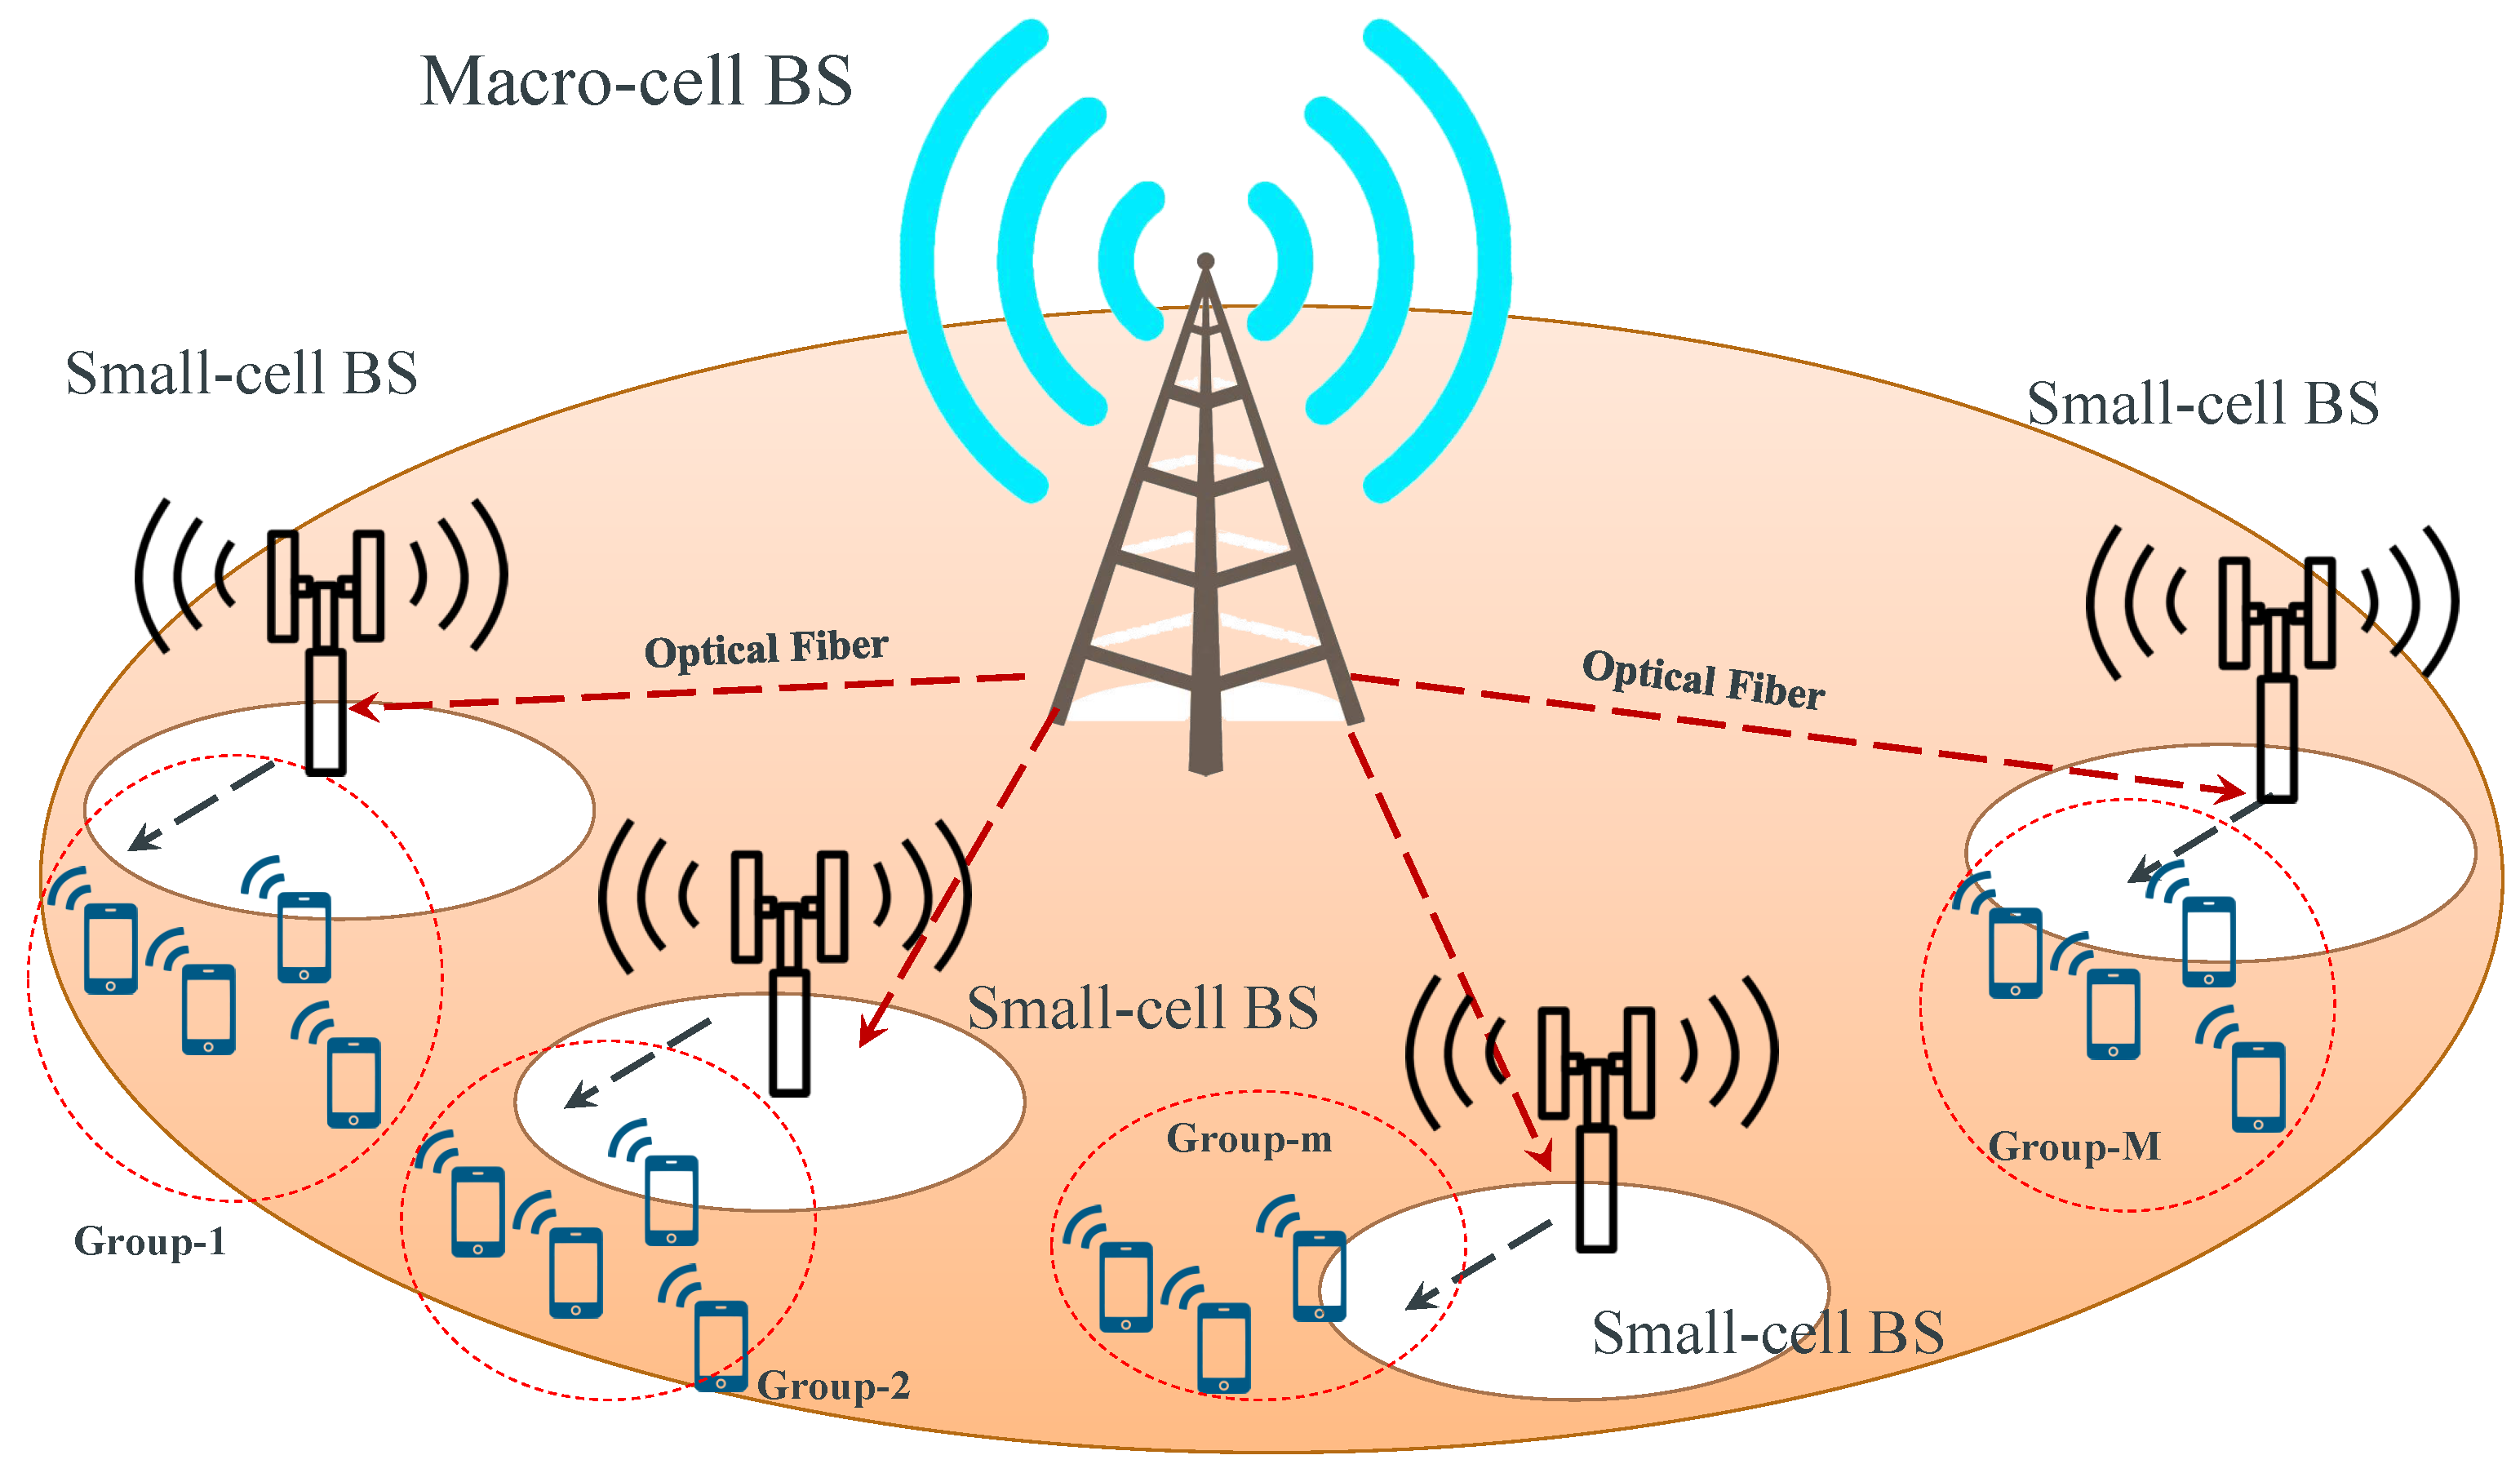 Macro-cell BS
Small-cell BS
Small-cell BS
Optical Fiber
Optical Fiber
Small-cell BS
Group-m
Group-M
Group-1
Small-cell BS
Group-2